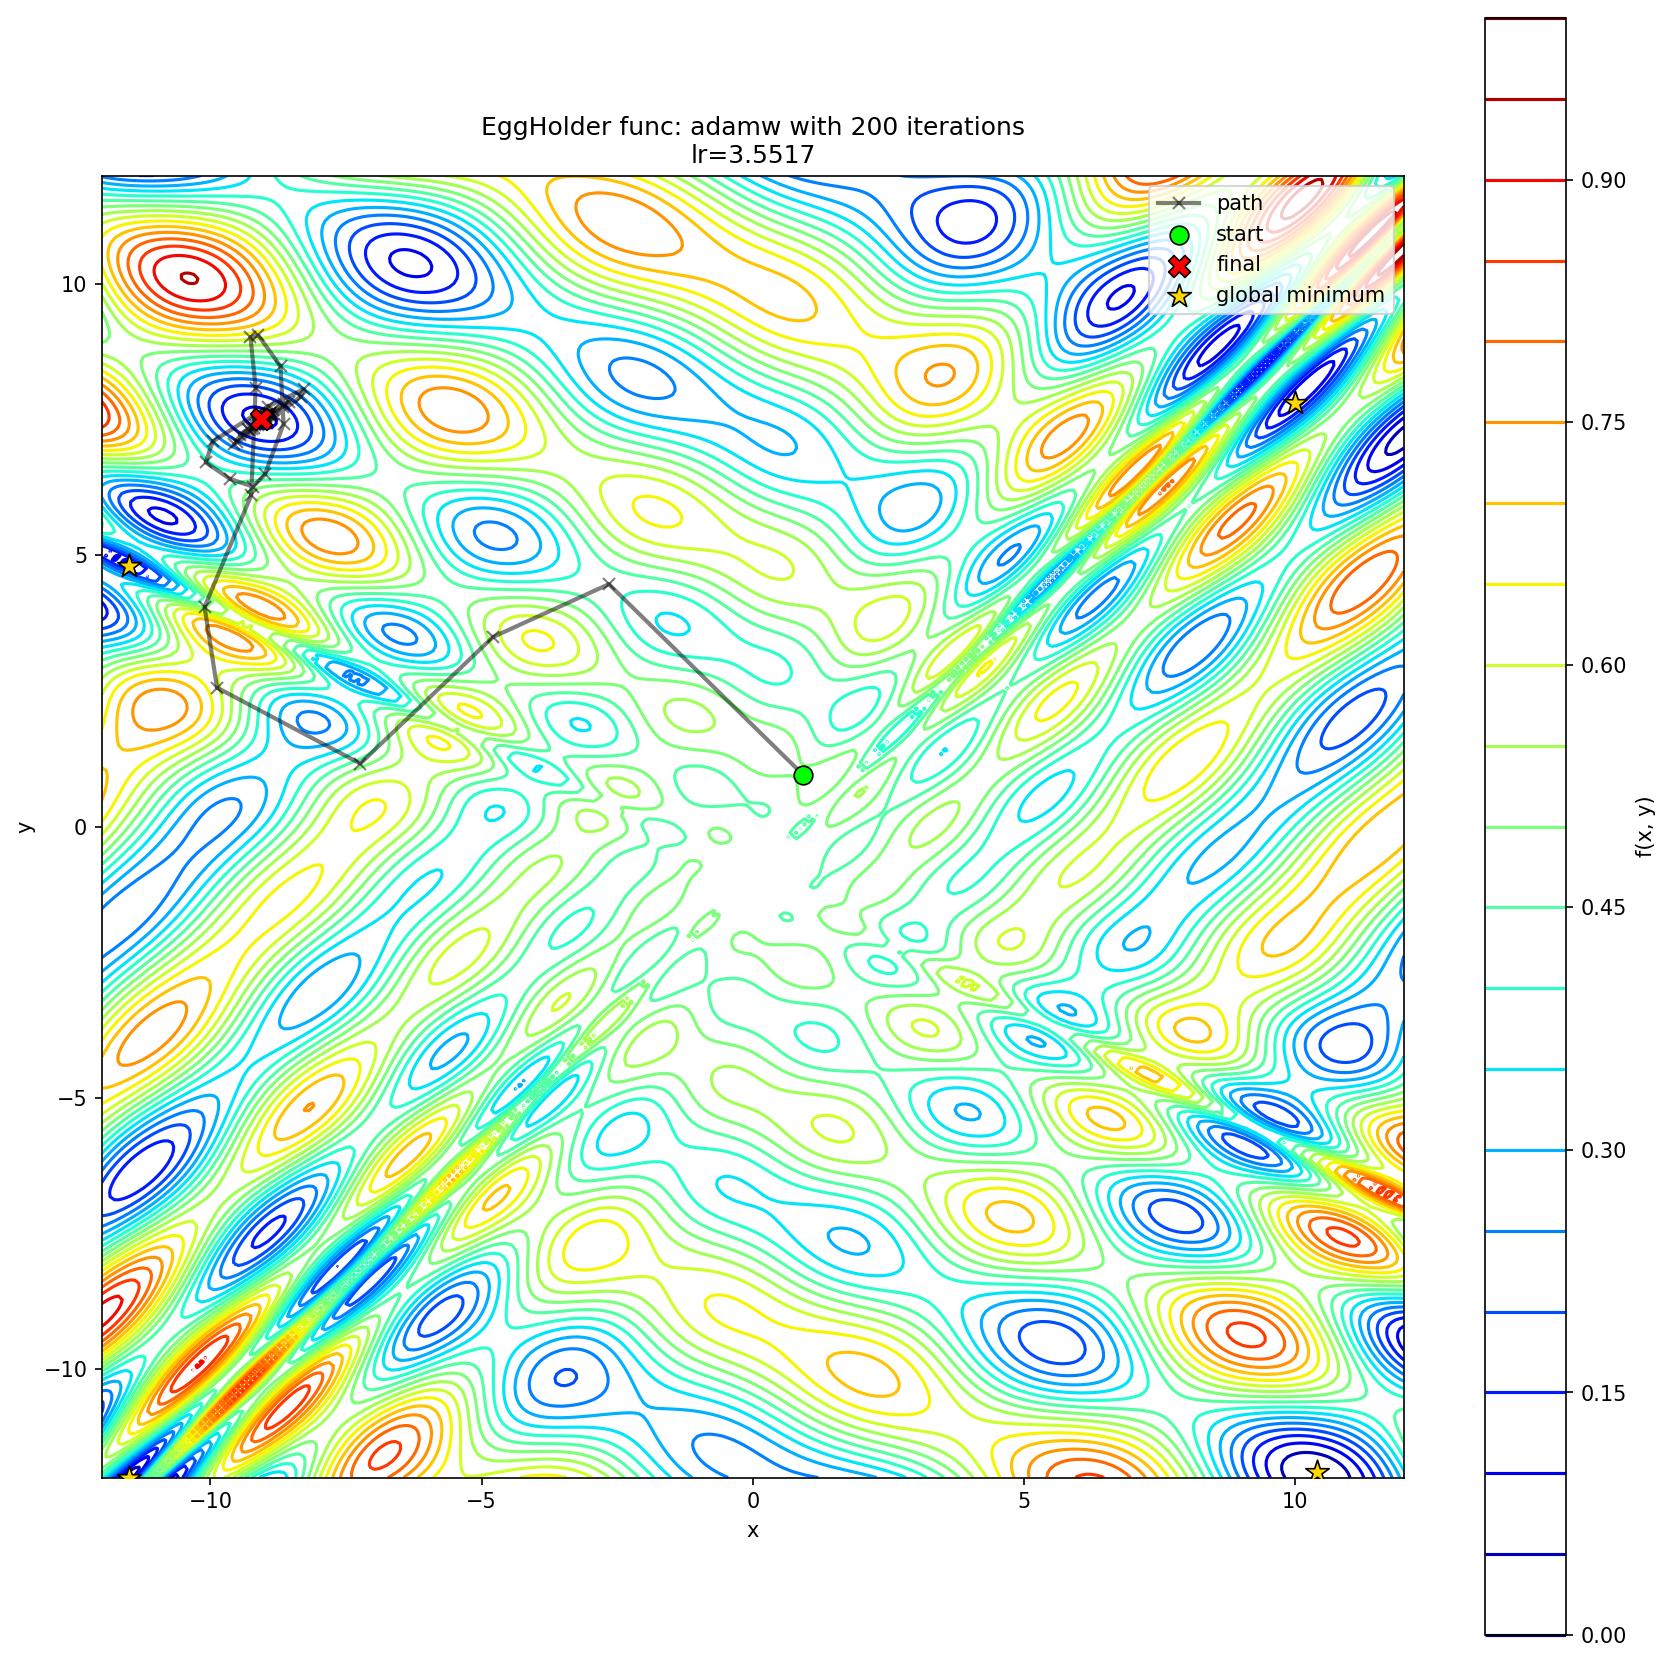 EggHolder func: adamw with 200 iterations
lr=3.5517
path
start
final
global minimum
10
5
0
−5
−10
y
−10
−5
0
5
10
x
0.90
0.75
0.60
0.45
0.30
0.15
0.00
f(x, y)